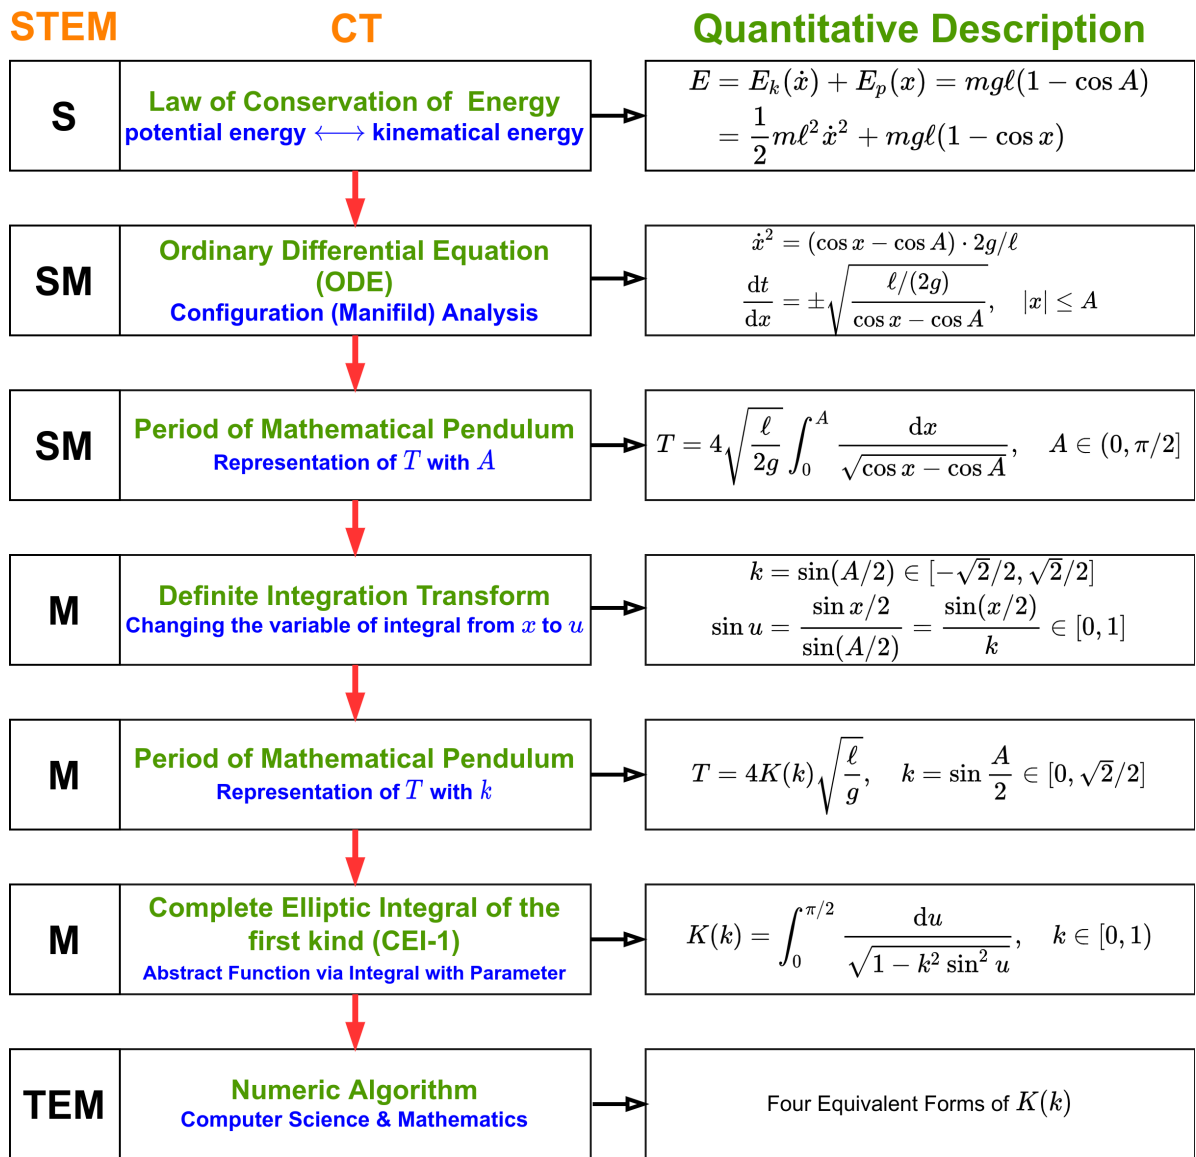 STEM CT Quantitative Description
S
Law of Conservation of Energy
potential energy ⟷ kinematical energy
E = E_k(ẋ) + E_p(x) = mgℓ(1 − cos A)
= 1/2 mℓ²ẋ² + mgℓ(1 − cos x)
SM
Ordinary Differential Equation
(ODE)
Configuration (Manifild) Analysis
ẋ² = (cos x − cos A) · 2g/ℓ
dt/dx = ±√(ℓ/(2g) / (cos x − cos A)), |x| ≤ A
SM
Period of Mathematical Pendulum
Representation of T with A
T = 4√(ℓ/2g) ∫₀^A dx/√(cos x − cos A), A ∈ (0, π/2]
M
Definite Integration Transform
Changing the variable of integral from x to u
k = sin(A/2) ∈ [−√2/2, √2/2]
sin u = sin x/2 / sin(A/2) = sin(x/2) / k ∈ [0, 1]
M
Period of Mathematical Pendulum
Representation of T with k
T = 4K(k)√(ℓ/g), k = sin A/2 ∈ [0, √2/2]
M
Complete Elliptic Integral of the
first kind (CEI-1)
Abstract Function via Integral with Parameter
K(k) = ∫₀^{π/2} du/√(1 − k² sin² u), k ∈ [0, 1)
TEM
Numeric Algorithm
Computer Science & Mathematics
Four Equivalent Forms of K(k)